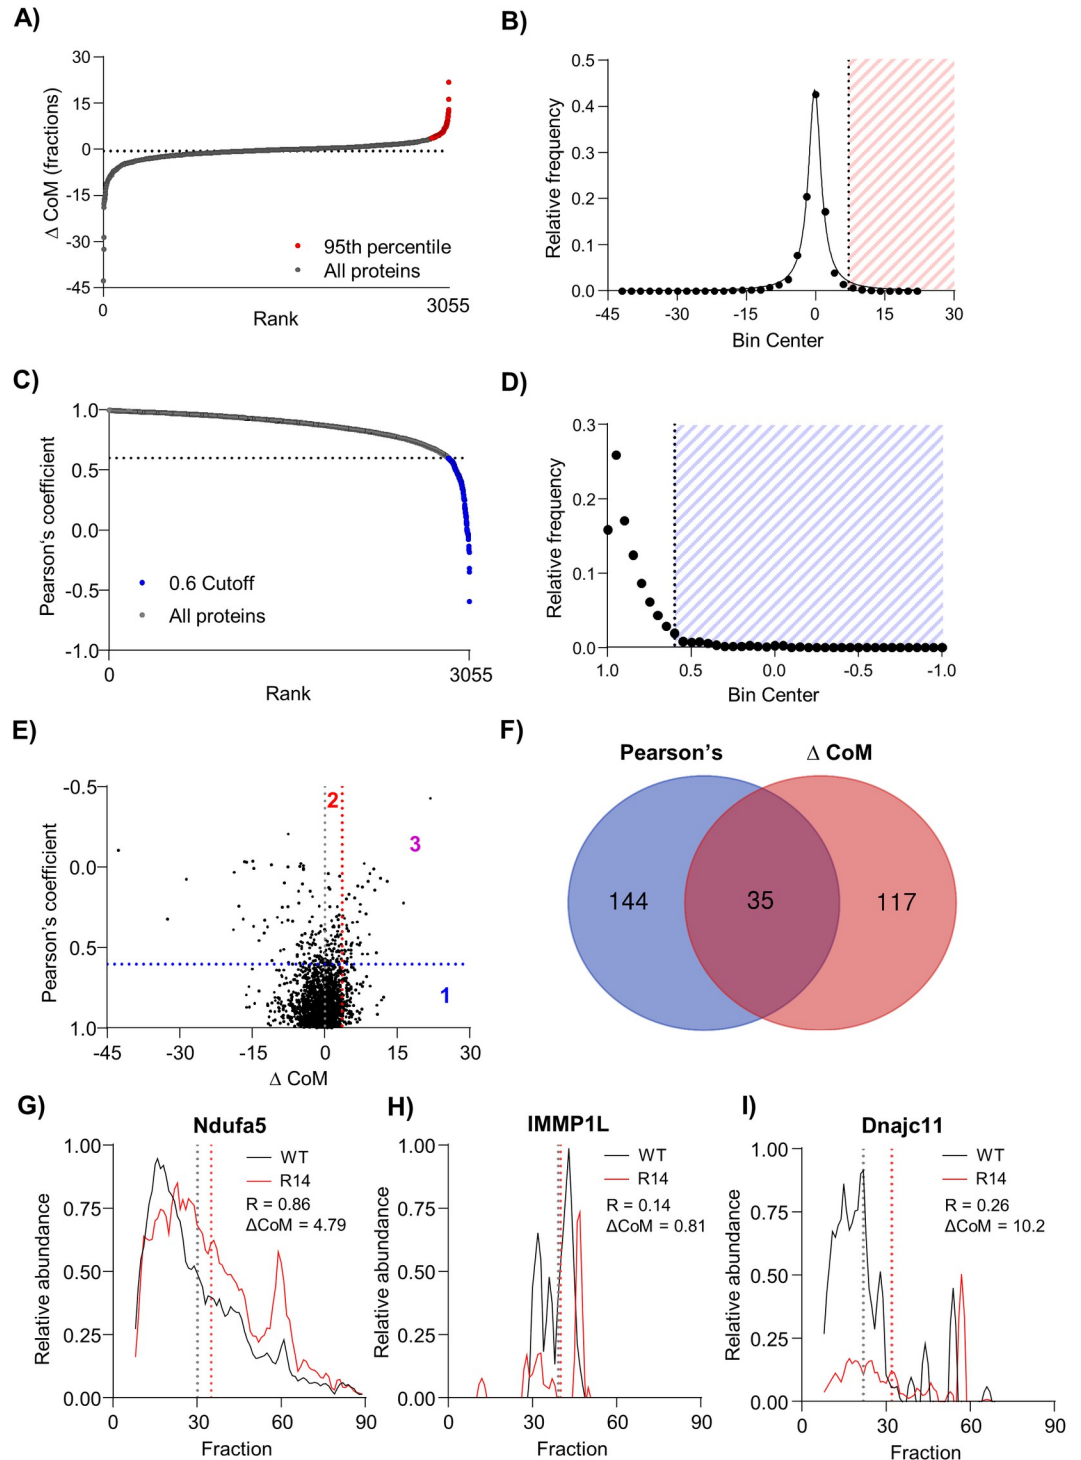 A)
30
15
0
-15
-30
-45
Δ CoM (fractions)
95th percentile
All proteins
0
3055
Rank
B)
0.5
0.4
0.3
0.2
0.1
0.0
Relative frequency
-45 -30 -15 0 15 30
Bin Center
C)
1.0
0.5
0.0
-0.5
-1.0
Pearson's coefficient
0.6 Cutoff
All proteins
0
3055
Rank
D)
0.3
0.2
0.1
0.0
Relative frequency
1.0 0.5 0.0 -0.5 -1.0
Bin Center
E)
-0.5
0.0
0.5
1.0
Pearson's coefficient
2
3
1
-45 -30 -15 0 15 30
Δ CoM
F)
Pearson's
Δ CoM
144
35
117
G)
Ndufa5
1.00
0.75
0.50
0.25
0.00
Relative abundance
WT
R14
R = 0.86
ΔCoM = 4.79
0 30 60 90
Fraction
H)
IMMP1L
1.00
0.75
0.50
0.25
0.00
Relative abundance
WT
R14
R = 0.14
ΔCoM = 0.81
0 30 60 90
Fraction
I)
Dnajc11
1.00
0.75
0.50
0.25
0.00
Relative abundance
WT
R14
R = 0.26
ΔCoM = 10.2
0 30 60 90
Fraction